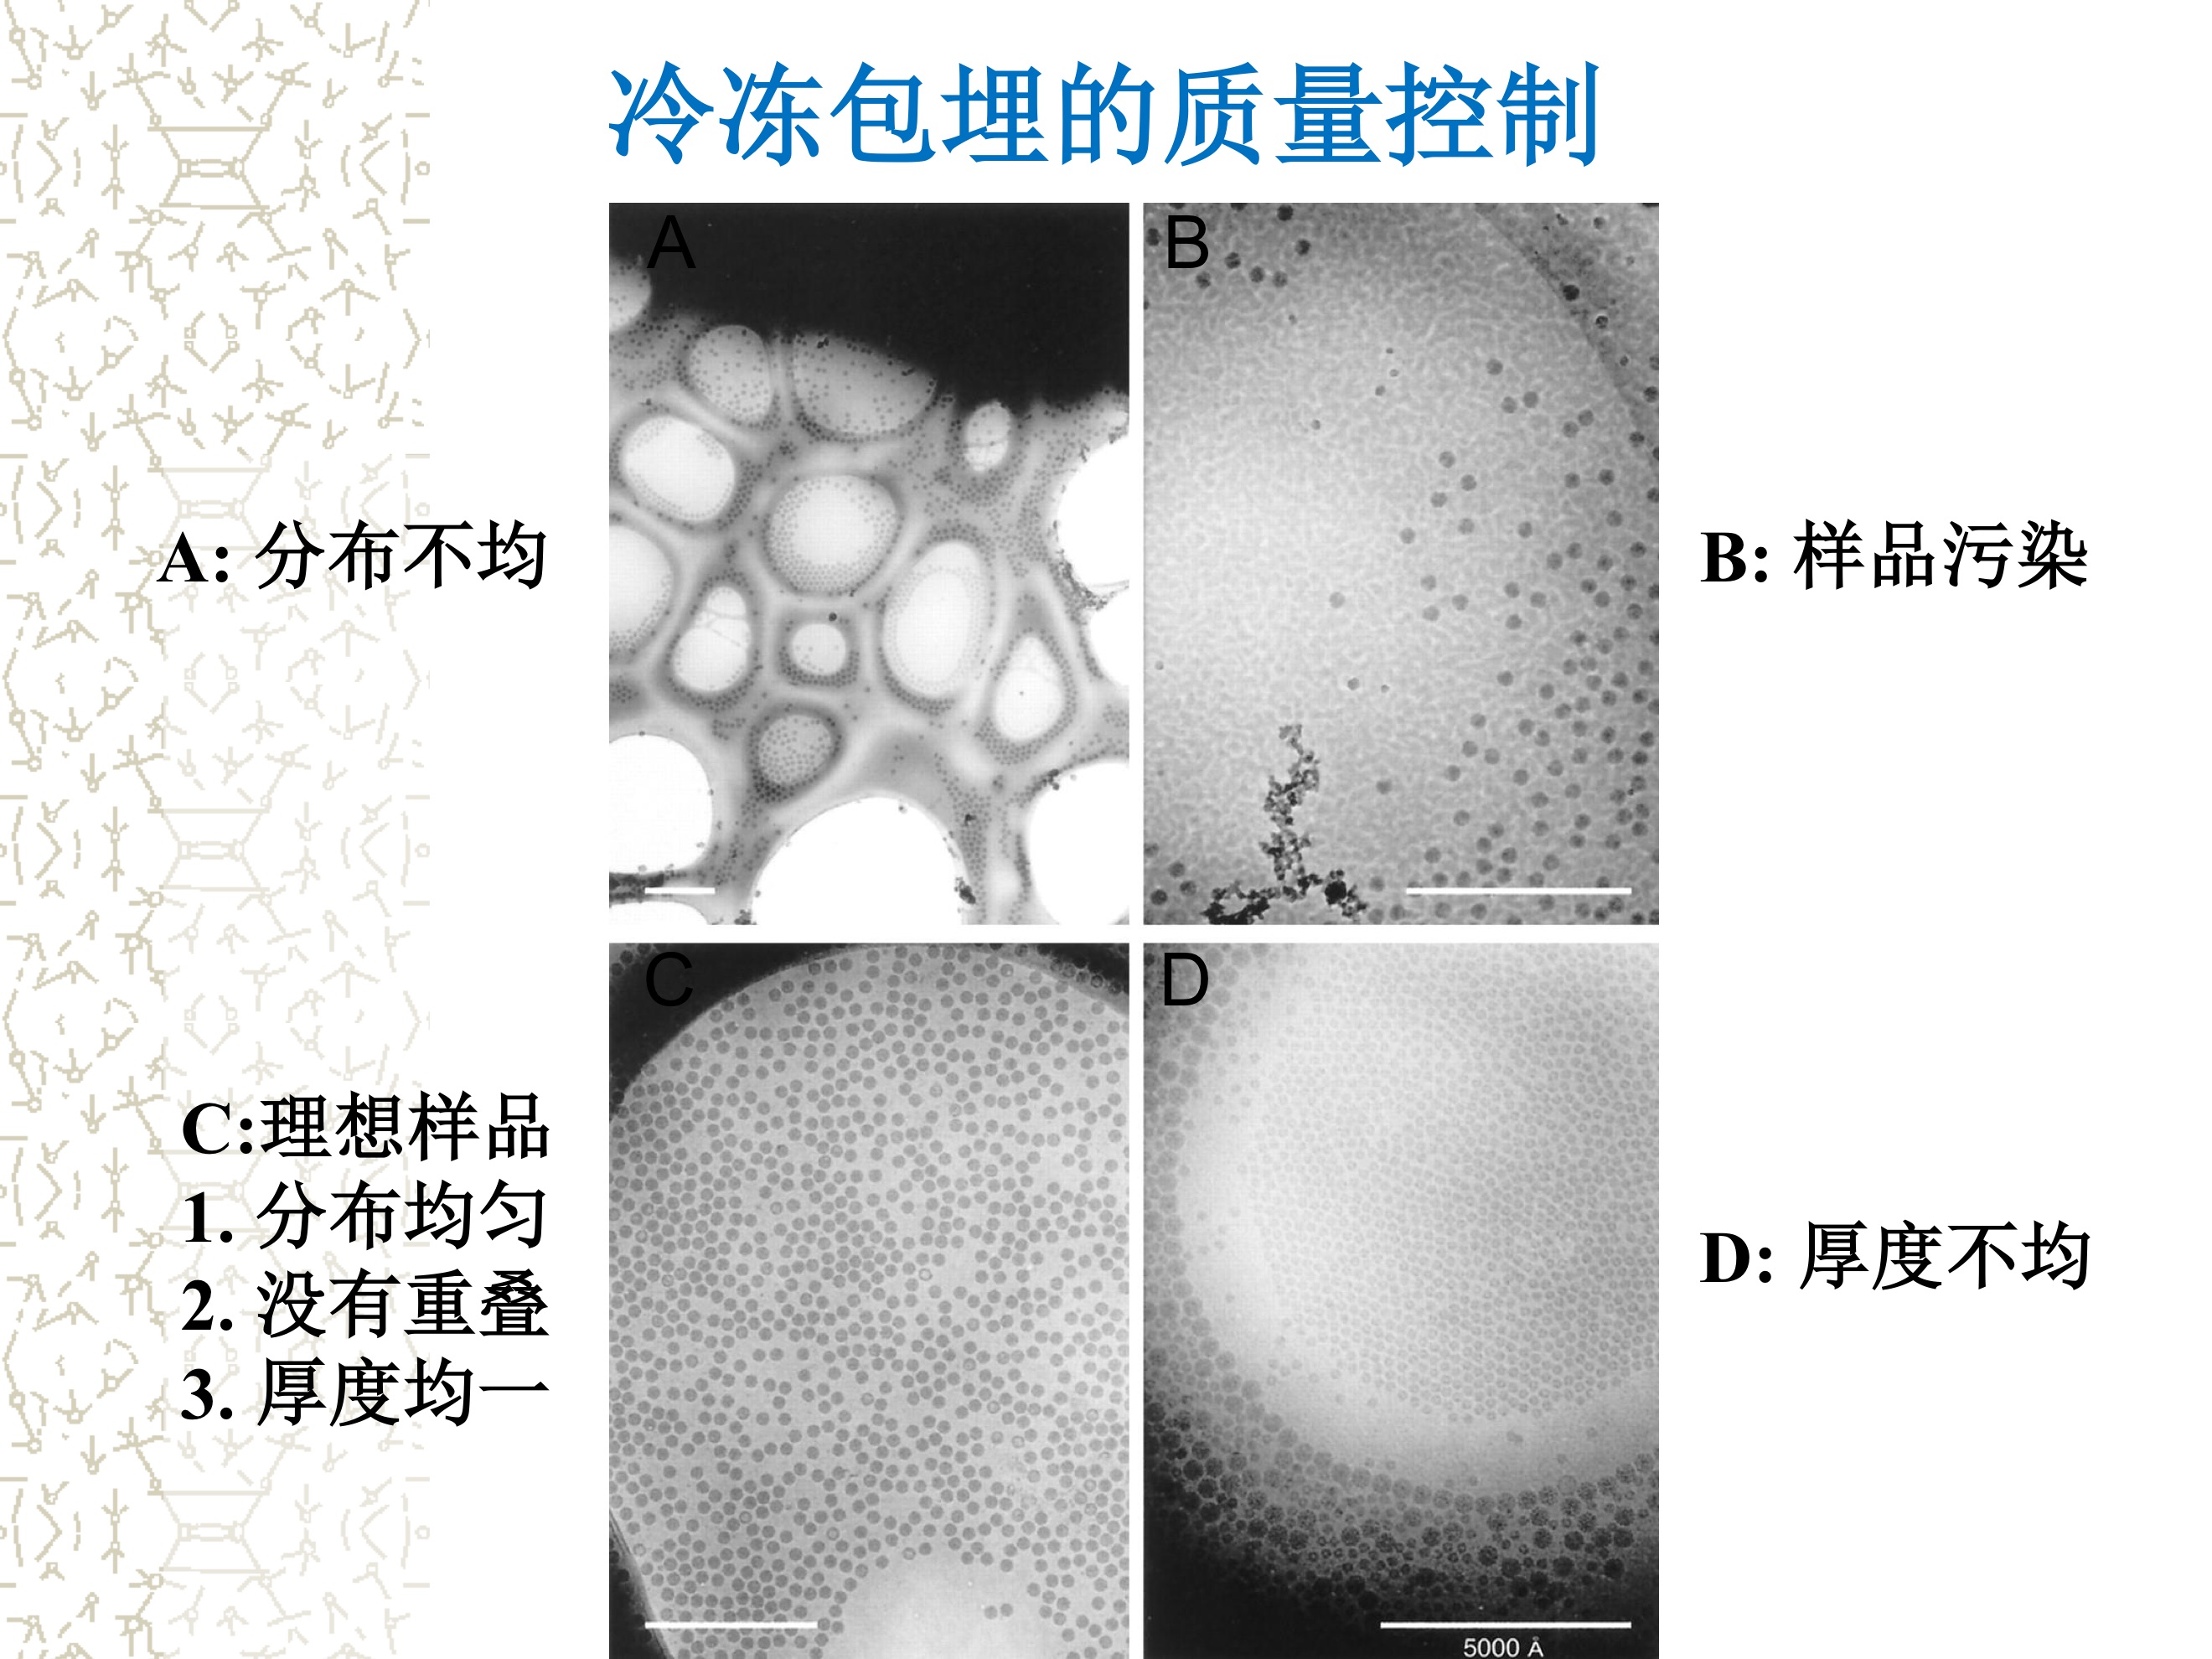 冷冻包埋的质量控制
A
B
A: 分布不均
B: 样品污染
C
D
C:理想样品
1. 分布均匀
2. 没有重叠
3. 厚度均一
D: 厚度不均
5000 Å